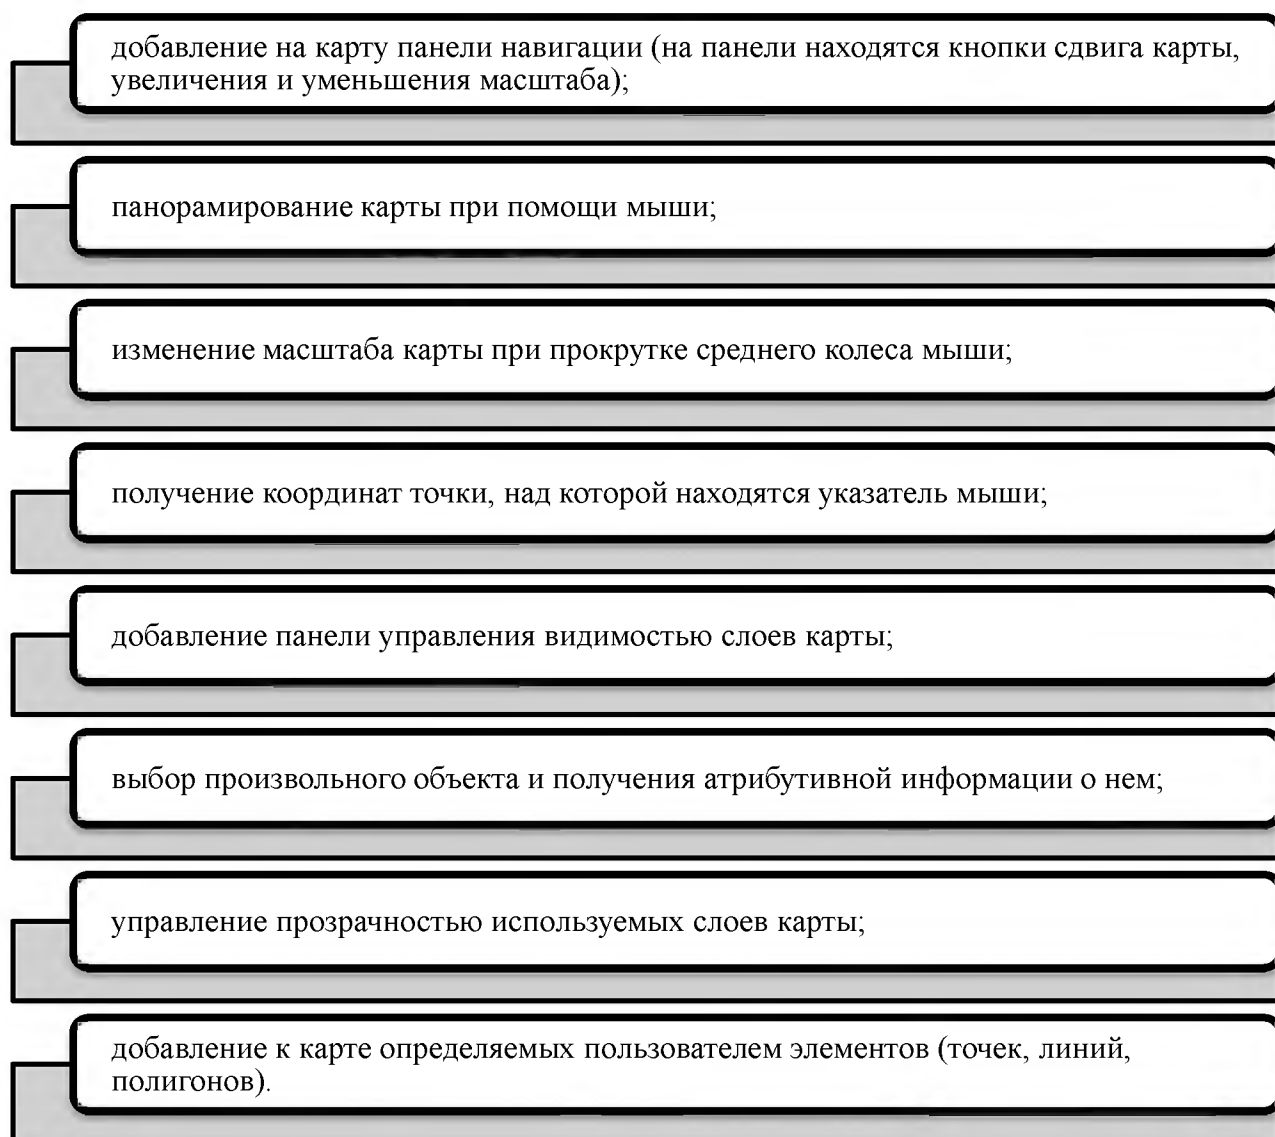 добавление на карту панели навигации (на панели находятся кнопки сдвига карты,
увеличения и уменьшения масштаба);
панорамирование карты при помощи мыши;
изменение масштаба карты при прокрутке среднего колеса мыши;
получение координат точки, над которой находятся указатель мыши;
добавление панели управления видимостью слоев карты;
выбор произвольного объекта и получения атрибутивной информации о нем;
управление прозрачностью используемых слоев карты;
добавление к карте определяемых пользователем элементов (точек, линий,
полигонов).